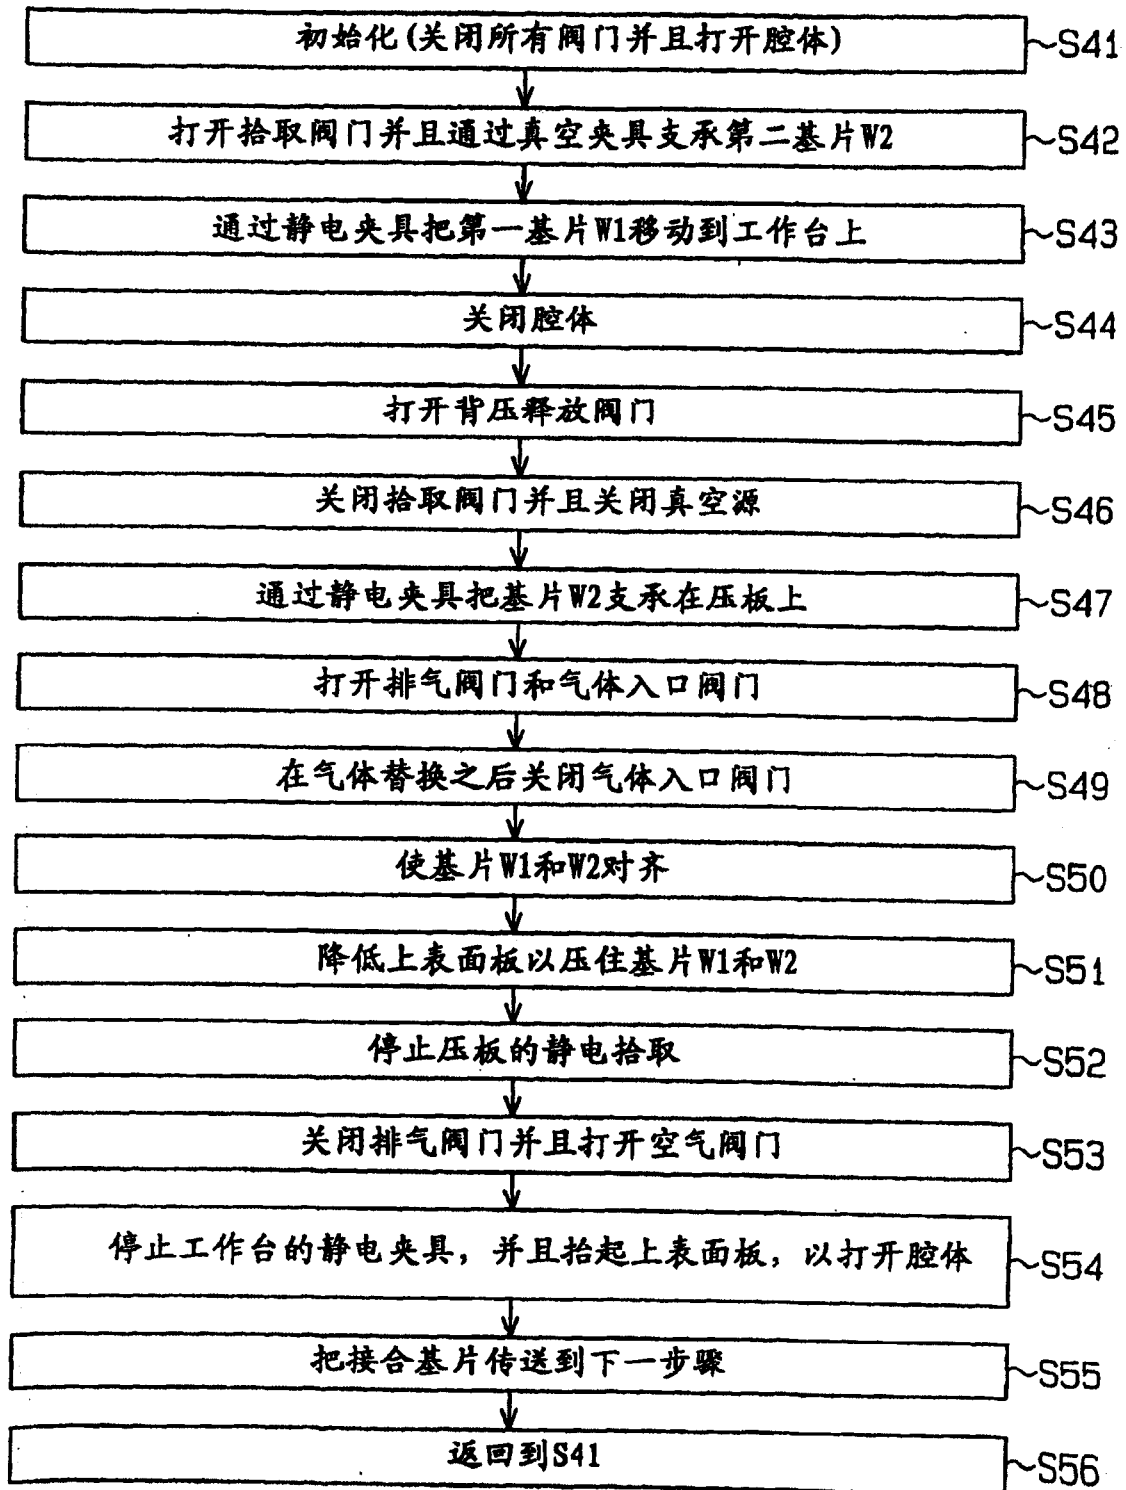 初始化(关闭所有阀门并且打开腔体) ~S41
打开拾取阀门并且通过真空夹具支承第二基片W2 ~S42
通过静电夹具把第一基片W1移动到工作台上 ~S43
关闭腔体 ~S44
打开背压释放阀门 ~S45
关闭拾取阀门并且关闭真空源 ~S46
通过静电夹具把基片W2支承在压板上 ~S47
打开排气阀门和气体入口阀门 ~S48
在气体替换之后关闭气体入口阀门 ~S49
使基片W1和W2对齐 ~S50
降低上表面板以压住基片W1和W2 ~S51
停止压板的静电拾取 ~S52
关闭排气阀门并且打开空气阀门 ~S53
停止工作台的静电夹具，并且抬起上表面板，以打开腔体 ~S54
把接合基片传送到下一步骤 ~S55
返回到S41 ~S56